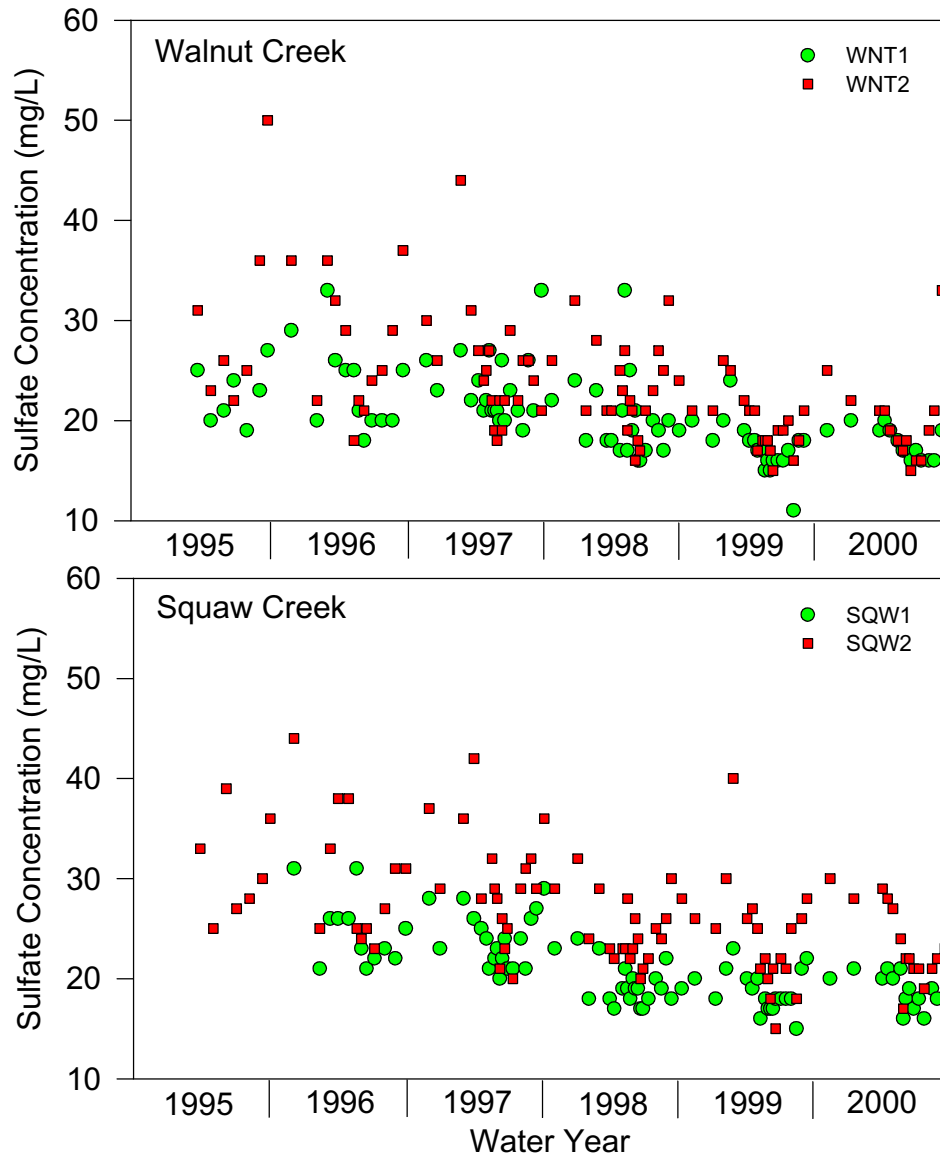 60
Walnut Creek
WNT1
WNT2
50
40
30
20
10
Sulfate Concentration (mg/L)
1995 1996 1997 1998 1999 2000
60
Squaw Creek
SQW1
SQW2
50
40
30
20
10
Sulfate Concentration (mg/L)
1995 1996 1997 1998 1999 2000
Water Year